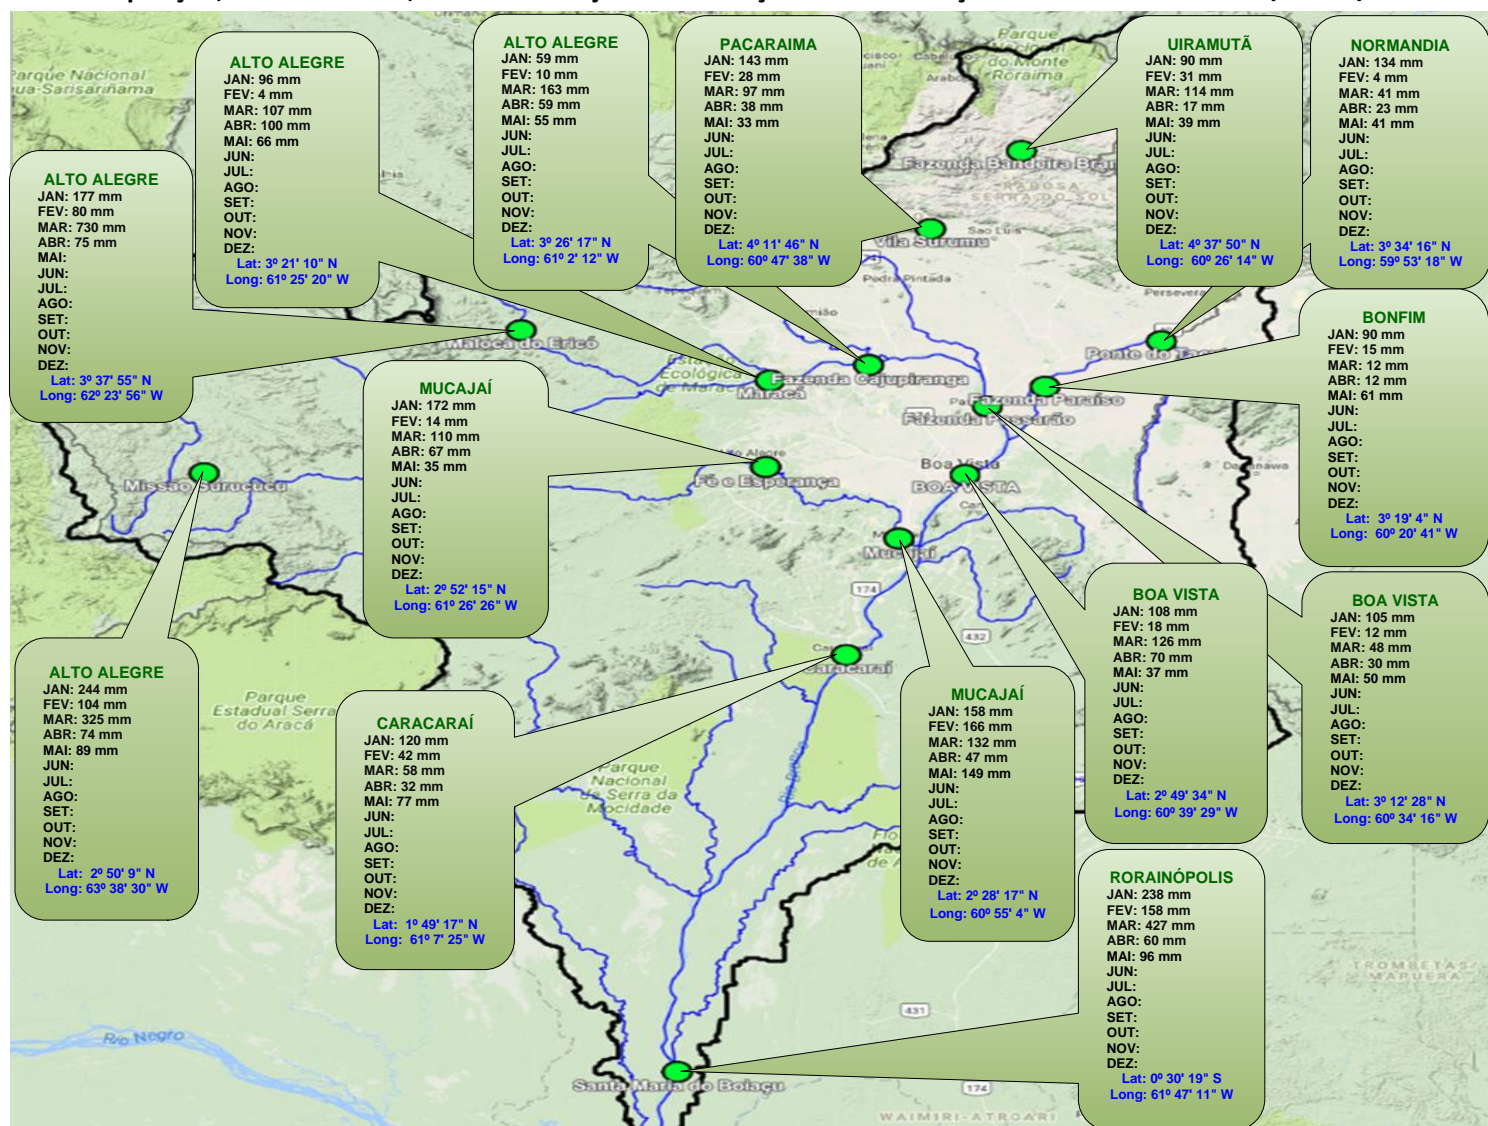 ALTO ALEGRE
JAN: 96 mm
FEV: 4 mm
MAR: 107 mm
ABR: 100 mm
MAI: 66 mm
JUN:
JUL:
AGO:
SET:
OUT:
NOV:
DEZ:
Lat: 3º 21' 10" N
Long: 61º 25' 20" W
ALTO ALEGRE
JAN: 59 mm
FEV: 10 mm
MAR: 163 mm
ABR: 59 mm
MAI: 55 mm
JUN:
JUL:
AGO:
SET:
OUT:
NOV:
DEZ:
Lat: 3º 26' 17" N
Long: 61º 2' 12" W
PACARAIMA
JAN: 143 mm
FEV: 28 mm
MAR: 97 mm
ABR: 38 mm
MAI: 33 mm
JUN:
JUL:
AGO:
SET:
OUT:
NOV:
DEZ:
Lat: 4º 11' 46" N
Long: 60º 47' 38" W
UIRAMUTÃ
JAN: 90 mm
FEV: 31 mm
MAR: 114 mm
ABR: 17 mm
MAI: 39 mm
JUN:
JUL:
AGO:
SET:
OUT:
NOV:
DEZ:
Lat: 4º 37' 50" N
Long: 60º 26' 14" W
NORMANDIA
JAN: 134 mm
FEV: 4 mm
MAR: 41 mm
ABR: 23 mm
MAI: 41 mm
JUN:
JUL:
AGO:
SET:
OUT:
NOV:
DEZ:
Lat: 3º 34' 16" N
Long: 59º 53' 18" W
ALTO ALEGRE
JAN: 177 mm
FEV: 80 mm
MAR: 730 mm
ABR: 75 mm
MAI:
JUN:
JUL:
AGO:
SET:
OUT:
NOV:
DEZ:
Lat: 3º 37' 55" N
Long: 62º 23' 56" W
MUCAJAÍ
JAN: 172 mm
FEV: 14 mm
MAR: 110 mm
ABR: 67 mm
MAI: 35 mm
JUN:
JUL:
AGO:
SET:
OUT:
NOV:
DEZ:
Lat: 2º 52' 15" N
Long: 61º 26' 26" W
BONFIM
JAN: 90 mm
FEV: 15 mm
MAR: 12 mm
ABR: 12 mm
MAI: 61 mm
JUN:
JUL:
AGO:
SET:
OUT:
NOV:
DEZ:
Lat: 3º 19' 4" N
Long: 60º 20' 41" W
ALTO ALEGRE
JAN: 244 mm
FEV: 104 mm
MAR: 325 mm
ABR: 74 mm
MAI: 89 mm
JUN:
JUL:
AGO:
SET:
OUT:
NOV:
DEZ:
Lat: 2º 50' 9" N
Long: 63º 38' 30" W
CARACARAÍ
JAN: 120 mm
FEV: 42 mm
MAR: 58 mm
ABR: 32 mm
MAI: 77 mm
JUN:
JUL:
AGO:
SET:
OUT:
NOV:
DEZ:
Lat: 1º 49' 17" N
Long: 61º 7' 25" W
MUCAJAÍ
JAN: 158 mm
FEV: 166 mm
MAR: 132 mm
ABR: 47 mm
MAI: 149 mm
JUN:
JUL:
AGO:
SET:
OUT:
NOV:
DEZ:
Lat: 2º 28' 17" N
Long: 60º 55' 4" W
BOA VISTA
JAN: 108 mm
FEV: 18 mm
MAR: 126 mm
ABR: 70 mm
MAI: 37 mm
JUN:
JUL:
AGO:
SET:
OUT:
NOV:
DEZ:
Lat: 2º 49' 34" N
Long: 60º 39' 29" W
BOA VISTA
JAN: 105 mm
FEV: 12 mm
MAR: 48 mm
ABR: 30 mm
MAI: 50 mm
JUN:
JUL:
AGO:
SET:
OUT:
NOV:
DEZ:
Lat: 3º 12' 28" N
Long: 60º 34' 16" W
RORAINÓPOLIS
JAN: 238 mm
FEV: 158 mm
MAR: 427 mm
ABR: 60 mm
MAI: 96 mm
JUN:
JUL:
AGO:
SET:
OUT:
NOV:
DEZ:
Lat: 0º 30' 19" S
Long: 61º 47' 11" W
Parque
do Monte
Roraima
Parque Nacional
Fazenda Bandeira
SERRA DO SOL
Vila Surumu
Sao Luis
Pedra Pintada
Maloca do Ericó
Ponte do
Ecológica
de Maracá
Fazenda Cajupiranga
Maracá
Fazenda Paraíso
Fazenda Passarão
Boa Vista
BOA VISTA
Alegre
Fé e Esperança
Missão Surucucu
Mucajaí
174
432
Caracaraí
Parque
Estadual Serra
do Aracá
Rio Branco
Parque
Nacional
da Serra da
Mocidade
TROMBETAS/
MAPUERA
431
Rio Negro
Santa Maria do Boiaçu
174
WAIMIRI-ATROARI